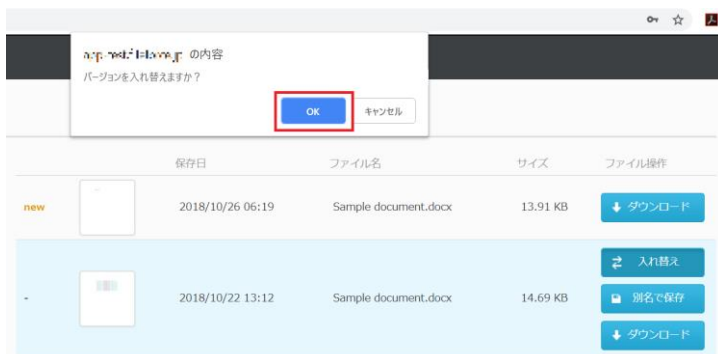 の内容
バージョンを入れ替えますか？
OK
キャンセル
保存日
ファイル名
サイズ
ファイル操作
new
2018/10/26 06:19
Sample document.docx
13.91 KB
ダウンロード
入れ替え
-
2018/10/22 13:12
Sample document.docx
14.69 KB
別名で保存
ダウンロード